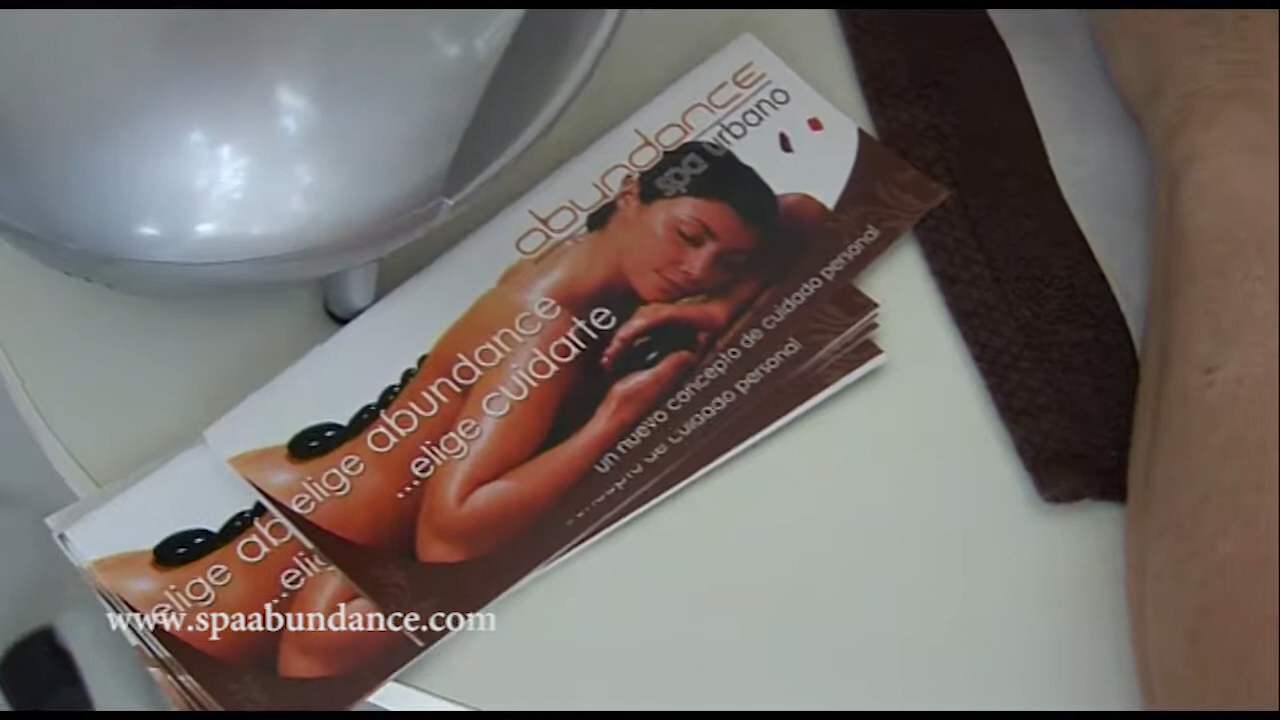 abundance
spa urbano
elige abundance
...elige cuidarte
un nuevo concepto de cuidado personal
concepto de cuidado personal
elige ab
...elig
www.spaabundance.com